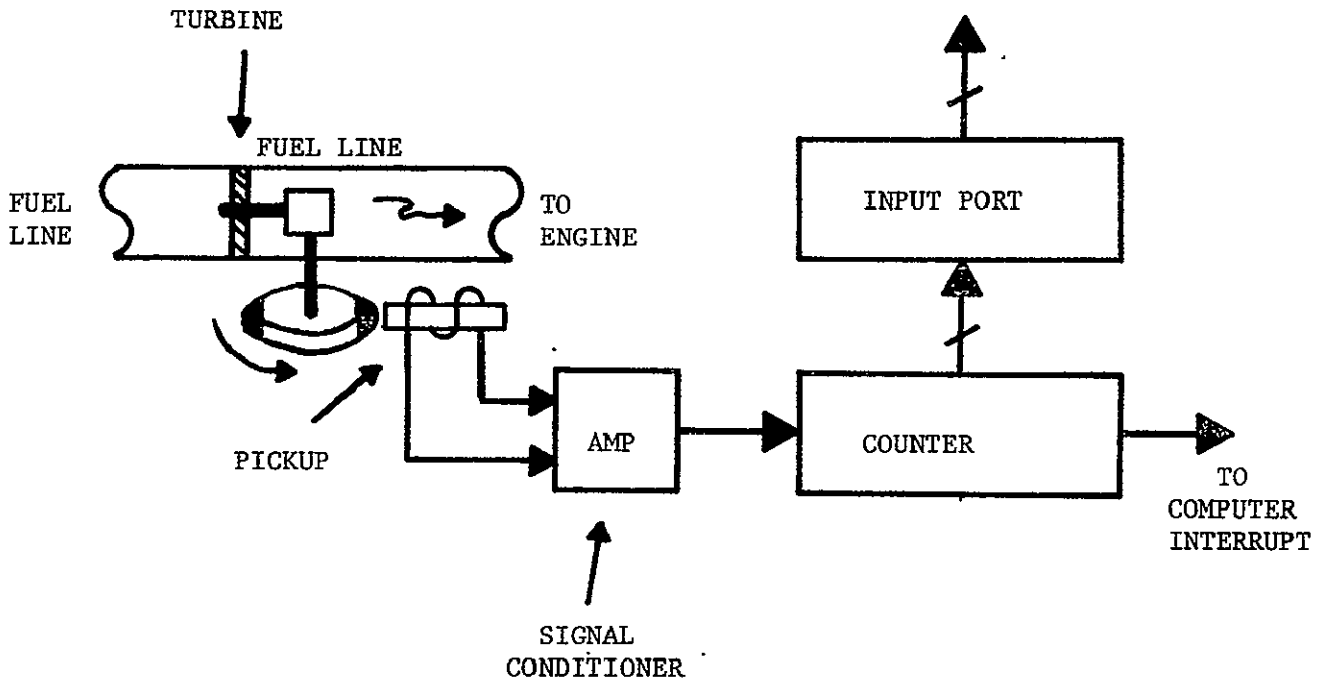 TURBINE
FUEL LINE
FUEL
LINE
TO
ENGINE
INPUT PORT
PICKUP
AMP
COUNTER
TO
COMPUTER
INTERRUPT
SIGNAL
CONDITIONER